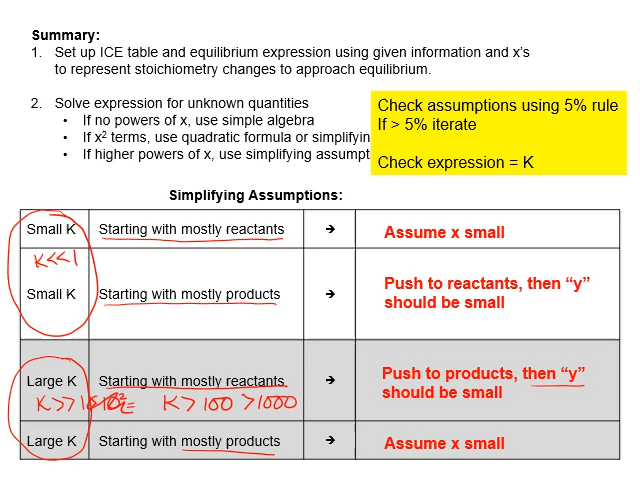 Summary:
1. Set up ICE table and equilibrium expression using given information and x's
to represent stoichiometry changes to approach equilibrium.
2. Solve expression for unknown quantities
• If no powers of x, use simple algebra
• If x² terms, use quadratic formula or simplifyin
• If higher powers of x, use simplifying assumpt
Check assumptions using 5% rule
If > 5% iterate
Check expression = K
Simplifying Assumptions:
Small K Starting with mostly reactants → Assume x small
K<<1
Small K Starting with mostly products → Push to reactants, then "y"
should be small
Large K Starting with mostly reactants → Push to products, then "y"
should be small
K>>1 K>100 >1000
Large K Starting with mostly products → Assume x small